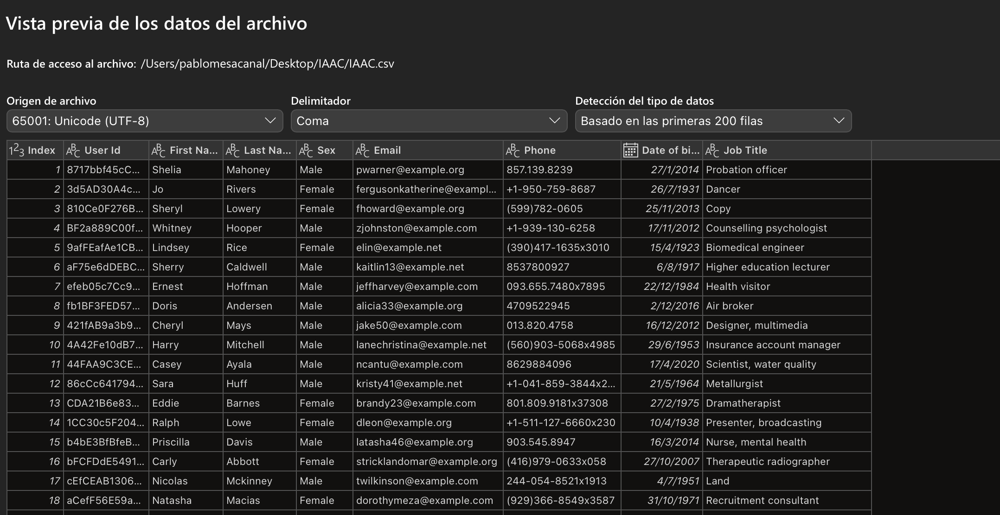 Vista previa de los datos del archivo
Ruta de acceso al archivo: /Users/pablomesacanal/Desktop/IAAC/IAAC.csv
Origen de archivo Delimitador Detección del tipo de datos
65001: Unicode (UTF-8) Coma Basado en las primeras 200 filas
123 Index ABC User Id ABC First Na... ABC Last Na... ABC Sex ABC Email ABC Phone Date of bi... ABC Job Title
1 8717bbf45cC... Shelia Mahoney Male pwarner@example.org 857.139.8239 27/1/2014 Probation officer
2 3d5AD30A4c... Jo Rivers Female fergusonkatherine@exampl... +1-950-759-8687 26/7/1931 Dancer
3 810Ce0F276B... Sheryl Lowery Female fhoward@example.org (599)782-0605 25/11/2013 Copy
4 BF2a889C00f... Whitney Hooper Male zjohnston@example.com +1-939-130-6258 17/11/2012 Counselling psychologist
5 9afFEafAe1CB... Lindsey Rice Female elin@example.net (390)417-1635x3010 15/4/1923 Biomedical engineer
6 aF75e6dDEBC... Sherry Caldwell Male kaitlin13@example.net 8537800927 6/8/1917 Higher education lecturer
7 efeb05c7Cc9... Ernest Hoffman Male jeffharvey@example.com 093.655.7480x7895 22/12/1984 Health visitor
8 fb1BF3FED57... Doris Andersen Male alicia33@example.org 4709522945 2/12/2016 Air broker
9 421fAB9a3b9... Cheryl Mays Male jake50@example.com 013.820.4758 16/12/2012 Designer, multimedia
10 4A42Fe10dB7... Harry Mitchell Male lanechristina@example.net (560)903-5068x4985 29/6/1953 Insurance account manager
11 44FAA9C3CE... Casey Ayala Male ncantu@example.com 8629884096 17/4/2020 Scientist, water quality
12 86cCc641794... Sara Huff Male kristy41@example.net +1-041-859-3844x2... 21/5/1964 Metallurgist
13 CDA21B6e83... Eddie Barnes Female brandy23@example.com 801.809.9181x37308 27/2/1975 Dramatherapist
14 1CC30c5F204... Ralph Lowe Female dleon@example.org +1-511-127-6660x230 10/4/1938 Presenter, broadcasting
15 b4bE3BfBfeB... Priscilla Davis Male latasha46@example.org 903.545.8947 16/3/2014 Nurse, mental health
16 bFCFDdE5491... Carly Abbott Female stricklandomar@example.org (416)979-0633x058 27/10/2007 Therapeutic radiographer
17 cEfCEAB1306... Nicolas Mckinney Male twilkinson@example.com 244-054-8521x1913 4/7/1951 Land
18 aCefF56E59a... Natasha Macias Female dorothymeza@example.com (929)366-8549x3587 31/10/1971 Recruitment consultant